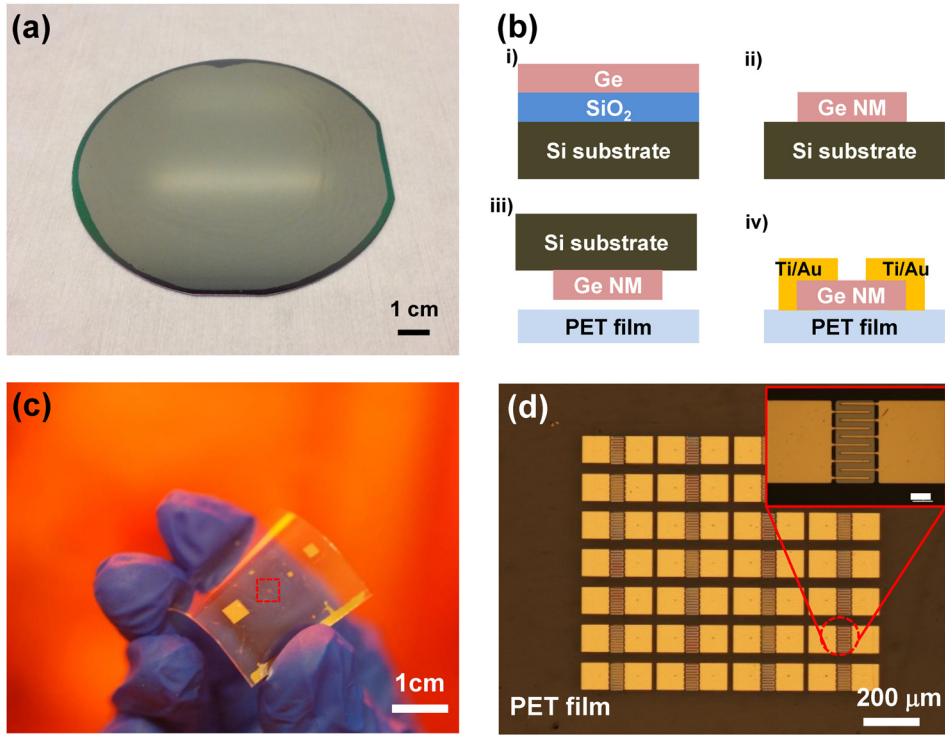 (a)
1 cm
(b)
i)
Ge
SiO₂
Si substrate
ii)
Ge NM
Si substrate
iii)
Si substrate
Ge NM
PET film
iv)
Ti/Au Ti/Au
Ge NM
PET film
(c)
1cm
(d)
PET film
200 μm